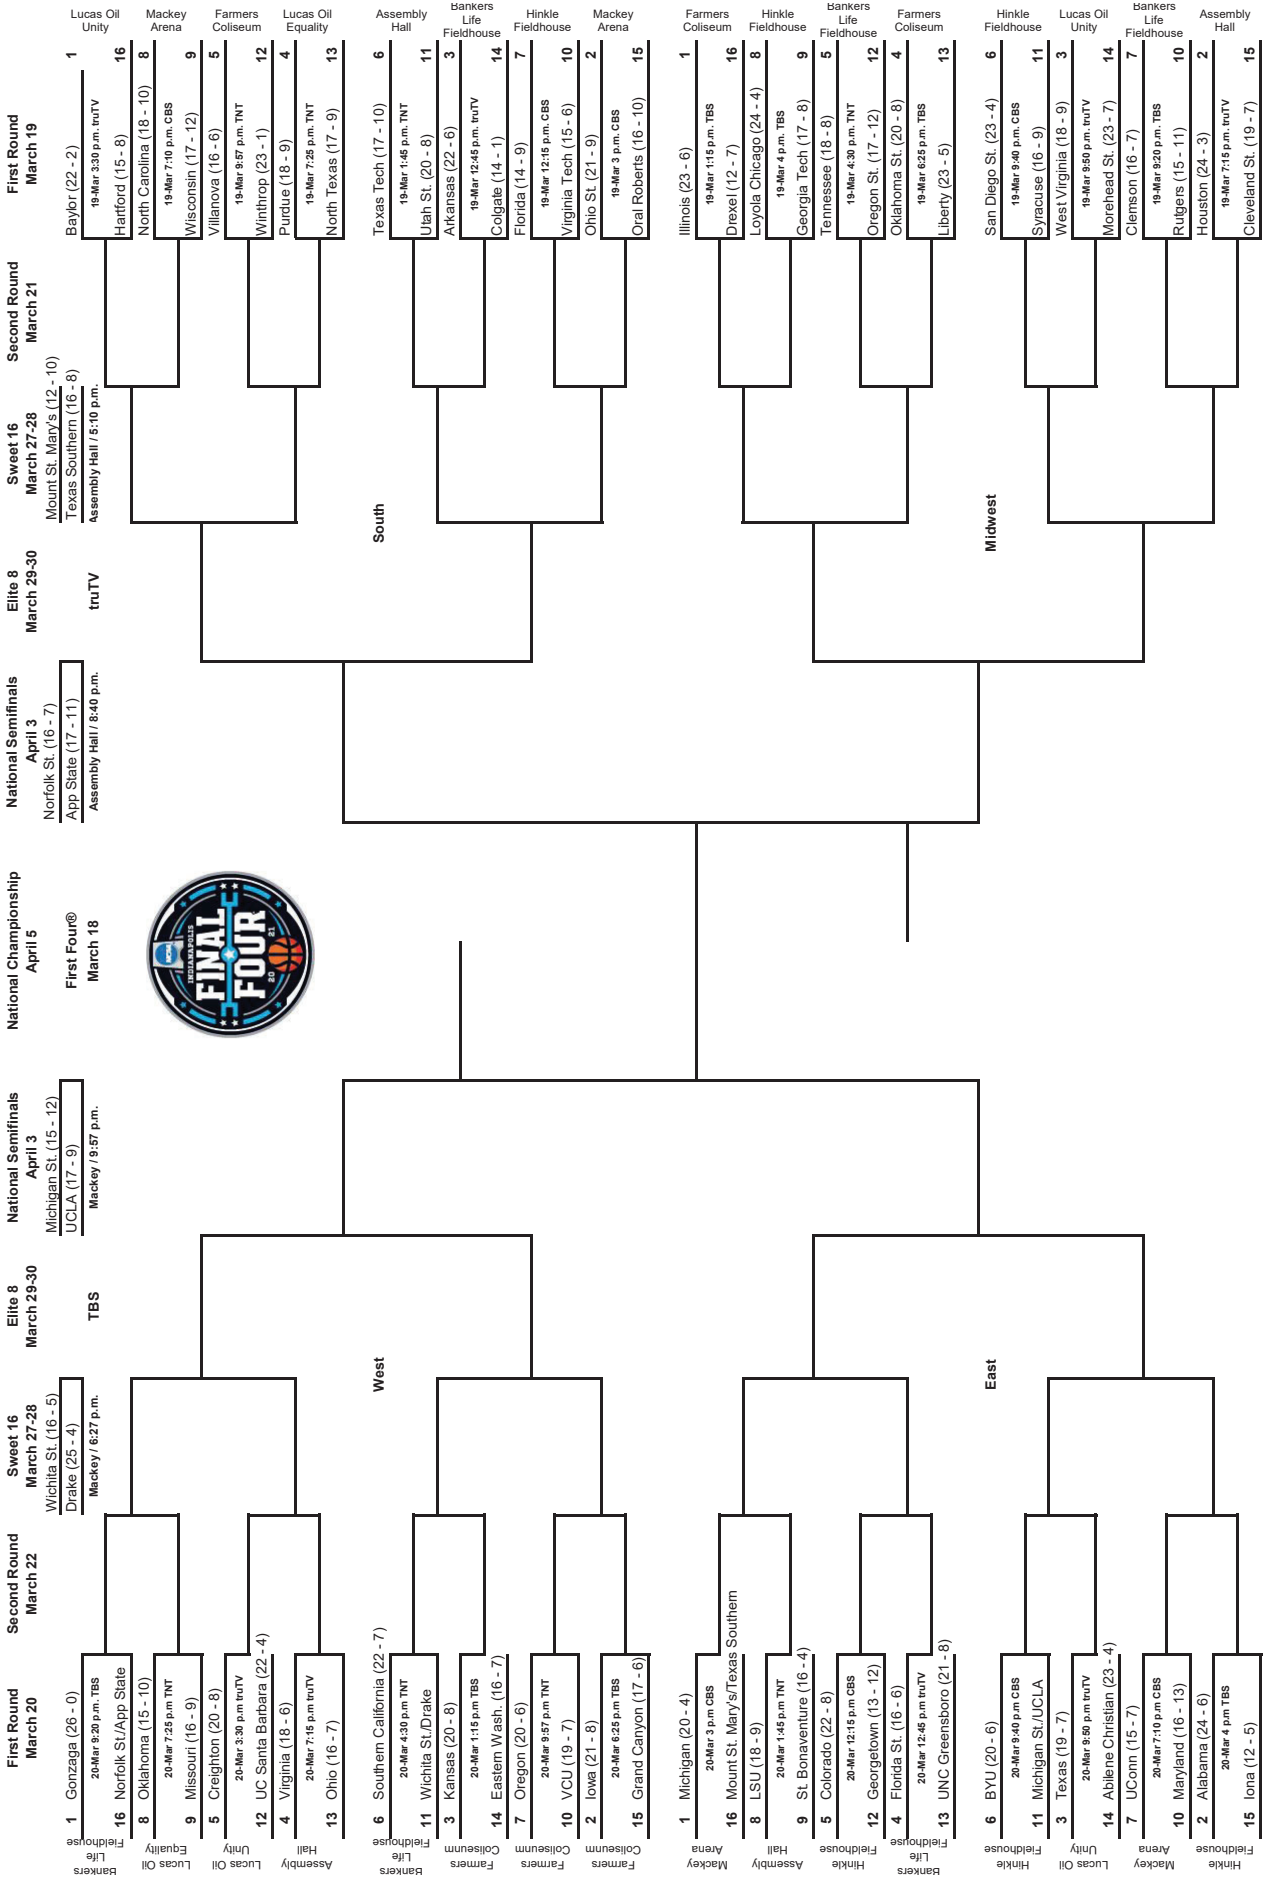 First Round
March 20
Second Round
March 22
Sweet 16
March 27-28
Elite 8
March 29-30
National Semifinals
April 3
National Championship
April 5
National Semifinals
April 3
Elite 8
March 29-30
Sweet 16
March 27-28
Second Round
March 21
First Round
March 19
Wichita St. (16 - 5)
Drake (25 - 4)
Mackey / 6:27 p.m.
TBS
Michigan St. (15 - 12)
UCLA (17 - 9)
Mackey / 9:57 p.m.
First Four®
March 18
Norfolk St. (16 - 7)
App State (17 - 11)
Assembly Hall / 8:40 p.m.
truTV
Mount St. Mary's (12 - 10)
Texas Southern (16 - 8)
Assembly Hall / 5:10 p.m.
NCAA
INDIANAPOLIS
FINAL
FOUR
20 21
West
1 Gonzaga (26 - 0)
20-Mar 9:20 p.m. TBS
16 Norfolk St./App State
Bankers
Life
Fieldhouse
8 Oklahoma (15 - 10)
20-Mar 7:25 p.m TNT
9 Missouri (16 - 9)
Lucas Oil
Equality
5 Creighton (20 - 8)
20-Mar 3:30 p.m truTV
12 UC Santa Barbara (22 - 4)
Lucas Oil
Unity
4 Virginia (18 - 6)
20-Mar 7:15 p.m truTV
13 Ohio (16 - 7)
Assembly
Hall
6 Southern California (22 - 7)
20-Mar 4:30 p.m TNT
11 Wichita St./Drake
Bankers
Life
Fieldhouse
3 Kansas (20 - 8)
20-Mar 1:15 p.m TBS
14 Eastern Wash. (16 - 7)
Farmers
Coliseum
7 Oregon (20 - 6)
20-Mar 9:57 p.m TNT
10 VCU (19 - 7)
Farmers
Coliseum
2 Iowa (21 - 8)
20-Mar 6:25 p.m TBS
15 Grand Canyon (17 - 6)
Farmers
Coliseum
East
1 Michigan (20 - 4)
20-Mar 3 p.m CBS
16 Mount St. Mary's/Texas Southern
Mackey
Arena
8 LSU (18 - 9)
20-Mar 1:45 p.m TNT
9 St. Bonaventure (16 - 4)
Assembly
Hall
5 Colorado (22 - 8)
20-Mar 12:15 p.m CBS
12 Georgetown (13 - 12)
Hinkle
Fieldhouse
4 Florida St. (16 - 6)
20-Mar 12:45 p.m truTV
13 UNC Greensboro (21 - 8)
Bankers
Life
Fieldhouse
6 BYU (20 - 6)
20-Mar 9:40 p.m CBS
11 Michigan St./UCLA
Hinkle
Fieldhouse
3 Texas (19 - 7)
20-Mar 9:50 p.m truTV
14 Abilene Christian (23 - 4)
Lucas Oil
Unity
7 UConn (15 - 7)
20-Mar 7:10 p.m CBS
10 Maryland (16 - 13)
Mackey
Arena
2 Alabama (24 - 6)
20-Mar 4 p.m TBS
15 Iona (12 - 5)
Hinkle
Fieldhouse
South
Baylor (22 - 2) 1
19-Mar 3:30 p.m. truTV
Hartford (15 - 8) 16
Lucas Oil
Unity
North Carolina (18 - 10) 8
19-Mar 7:10 p.m. CBS
Wisconsin (17 - 12) 9
Mackey
Arena
Villanova (16 - 6) 5
19-Mar 9:57 p.m. TNT
Winthrop (23 - 1) 12
Farmers
Coliseum
Purdue (18 - 9) 4
19-Mar 7:25 p.m. TNT
North Texas (17 - 9) 13
Lucas Oil
Equality
Texas Tech (17 - 10) 6
19-Mar 1:45 p.m. TNT
Utah St. (20 - 8) 11
Assembly
Hall
Arkansas (22 - 6) 3
19-Mar 12:45 p.m. truTV
Colgate (14 - 1) 14
Bankers
Life
Fieldhouse
Florida (14 - 9) 7
19-Mar 12:15 p.m. CBS
Virginia Tech (15 - 6) 10
Hinkle
Fieldhouse
Ohio St. (21 - 9) 2
19-Mar 3 p.m. CBS
Oral Roberts (16 - 10) 15
Mackey
Arena
Midwest
Illinois (23 - 6) 1
19-Mar 1:15 p.m. TBS
Drexel (12 - 7) 16
Farmers
Coliseum
Loyola Chicago (24 - 4) 8
19-Mar 4 p.m. TBS
Georgia Tech (17 - 8) 9
Hinkle
Fieldhouse
Tennessee (18 - 8) 5
19-Mar 4:30 p.m. TNT
Oregon St. (17 - 12) 12
Bankers
Life
Fieldhouse
Oklahoma St. (20 - 8) 4
19-Mar 6:25 p.m. TBS
Liberty (23 - 5) 13
Farmers
Coliseum
San Diego St. (23 - 4) 6
19-Mar 9:40 p.m. CBS
Syracuse (16 - 9) 11
Hinkle
Fieldhouse
West Virginia (18 - 9) 3
19-Mar 9:50 p.m. truTV
Morehead St. (23 - 7) 14
Lucas Oil
Unity
Clemson (16 - 7) 7
19-Mar 9:20 p.m. TBS
Rutgers (15 - 11) 10
Bankers
Life
Fieldhouse
Houston (24 - 3) 2
19-Mar 7:15 p.m. truTV
Cleveland St. (19 - 7) 15
Assembly
Hall